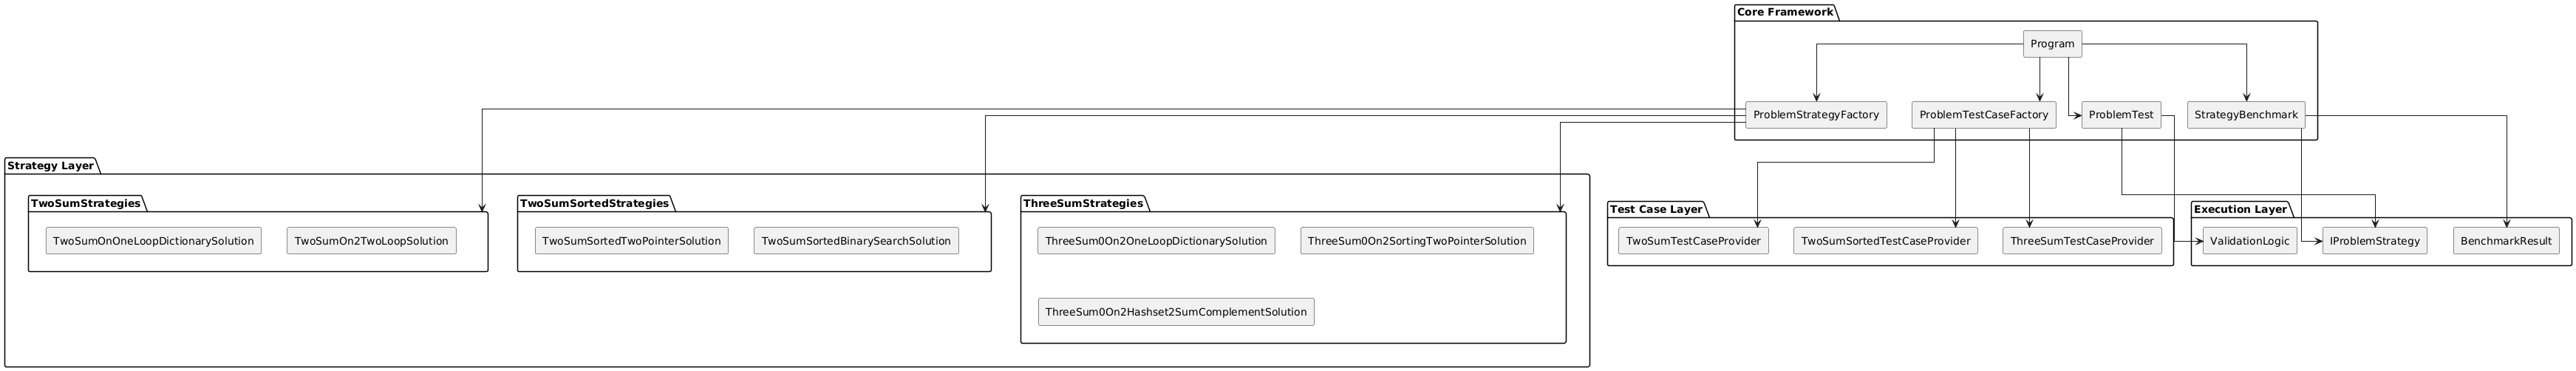 Core Framework
Program
ProblemStrategyFactory
ProblemTestCaseFactory
ProblemTest
StrategyBenchmark
Strategy Layer
TwoSumStrategies
TwoSumOnOneLoopDictionarySolution
TwoSumOn2TwoLoopSolution
TwoSumSortedStrategies
TwoSumSortedTwoPointerSolution
TwoSumSortedBinarySearchSolution
ThreeSumStrategies
ThreeSum0On2OneLoopDictionarySolution
ThreeSum0On2SortingTwoPointerSolution
ThreeSum0On2Hashset2SumComplementSolution
Test Case Layer
TwoSumTestCaseProvider
TwoSumSortedTestCaseProvider
ThreeSumTestCaseProvider
Execution Layer
ValidationLogic
IProblemStrategy
BenchmarkResult